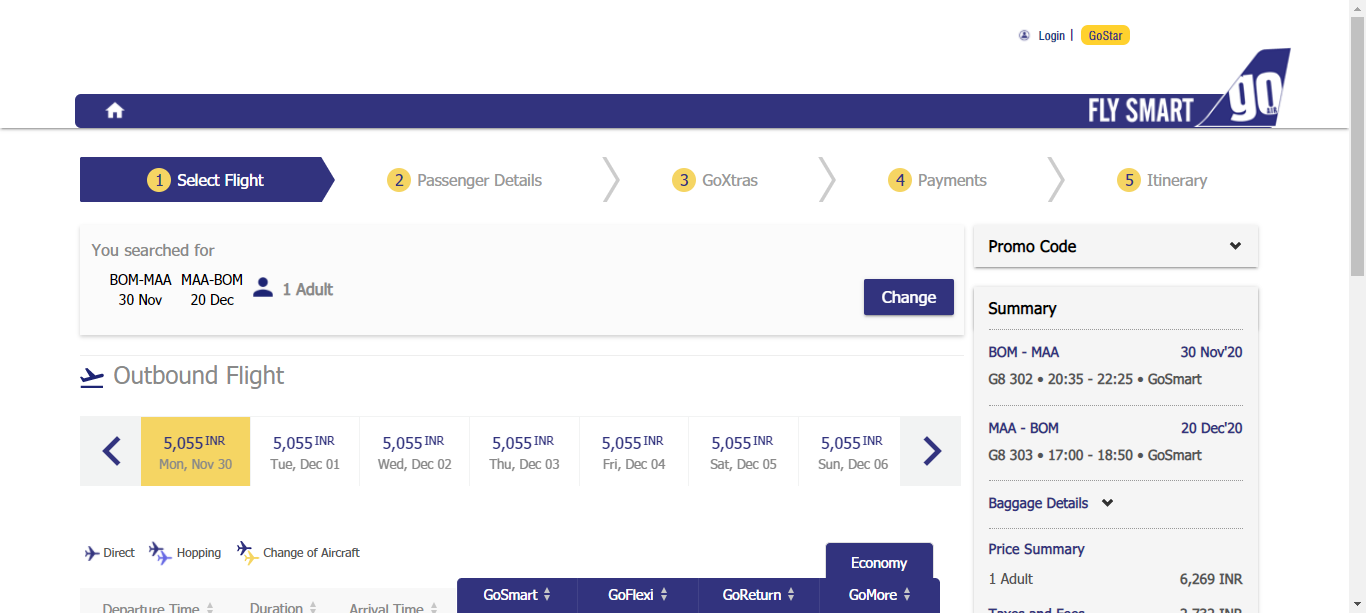 Login | GoStar
FLY SMART go AIR
1 Select Flight 2 Passenger Details 3 GoXtras 4 Payments 5 Itinerary
You searched for
BOM-MAA MAA-BOM
30 Nov 20 Dec
1 Adult
Change
Outbound Flight
5,055 INR 5,055 INR 5,055 INR 5,055 INR 5,055 INR 5,055 INR 5,055 INR
Mon, Nov 30 Tue, Dec 01 Wed, Dec 02 Thu, Dec 03 Fri, Dec 04 Sat, Dec 05 Sun, Dec 06
Direct Hopping Change of Aircraft
Economy
GoSmart GoFlexi GoReturn GoMore
Departure Time Duration Arrival Time
Promo Code
Summary
BOM - MAA 30 Nov'20
G8 302 • 20:35 - 22:25 • GoSmart
MAA - BOM 20 Dec'20
G8 303 • 17:00 - 18:50 • GoSmart
Baggage Details
Price Summary
1 Adult 6,269 INR
Taxes and Fees 2,732 INR